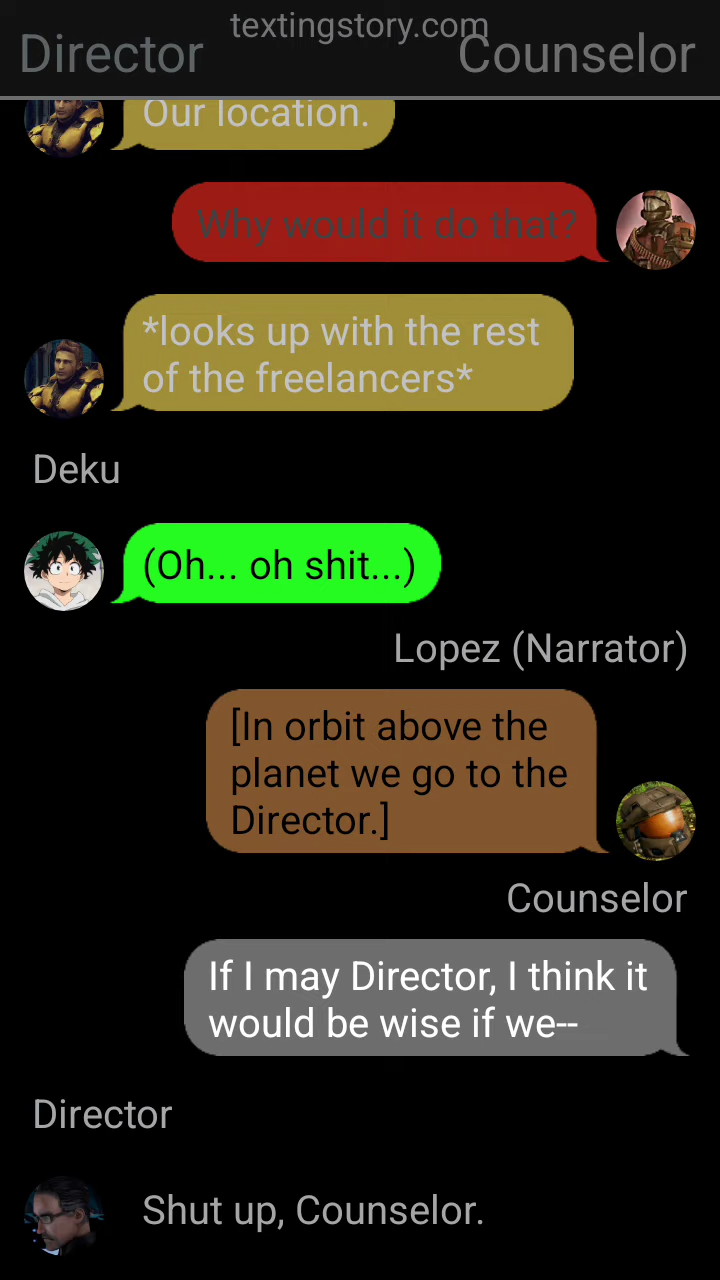 textingstory.com
Director Counselor
Our location.
Why would it do that?
*looks up with the rest
of the freelancers*
Deku
(Oh... oh shit...)
Lopez (Narrator)
[In orbit above the
planet we go to the
Director.]
Counselor
If I may Director, I think it
would be wise if we--
Director
Shut up, Counselor.